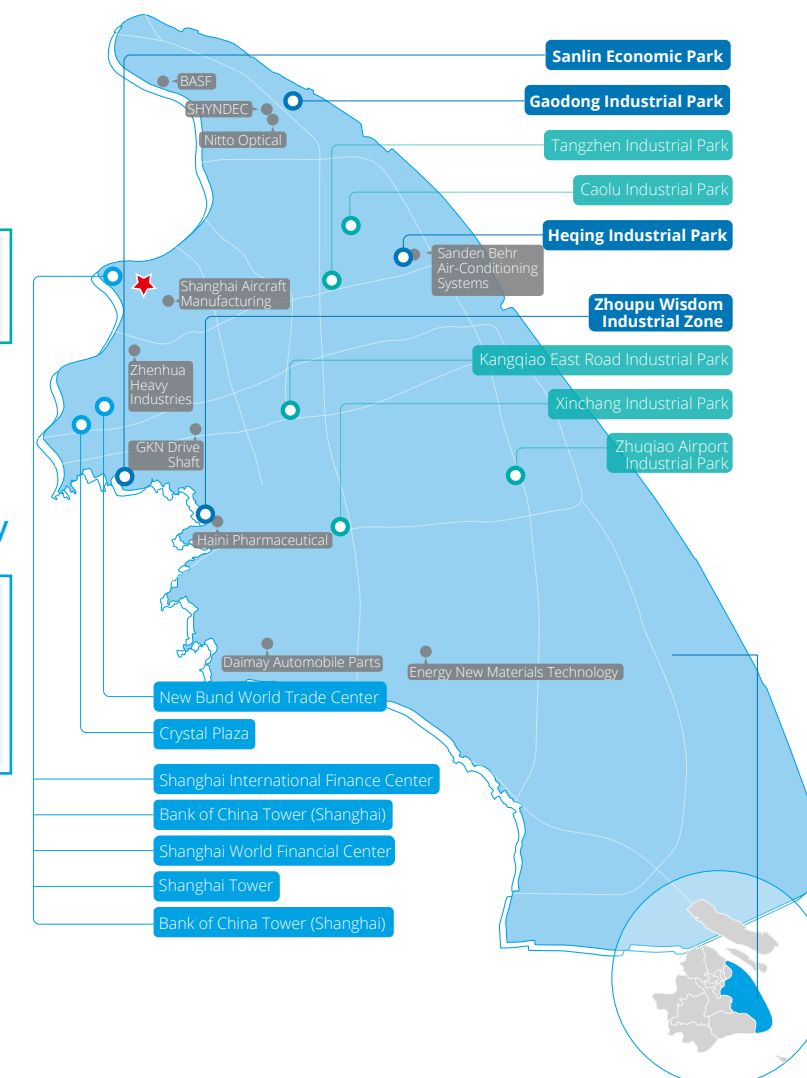 Sanlin Economic Park
BASF
Gaodong Industrial Park
SHYNDEC
Nitto Optical
Tangzhen Industrial Park
Caolu Industrial Park
Heqing Industrial Park
Sanden Behr
Air-Conditioning
Systems
Shanghai Aircraft
Manufacturing
Zhoupu Wisdom
Industrial Zone
Kangqiao East Road Industrial Park
Zhenhua
Heavy
Industries
Xinchang Industrial Park
GKN Drive
Shaft
Zhuqiao Airport
Industrial Park
y
Haini Pharmaceutical
Daimay Automobile Parts
Energy New Materials Technology
New Bund World Trade Center
Crystal Plaza
Shanghai International Finance Center
Bank of China Tower (Shanghai)
Shanghai World Financial Center
Shanghai Tower
Bank of China Tower (Shanghai)